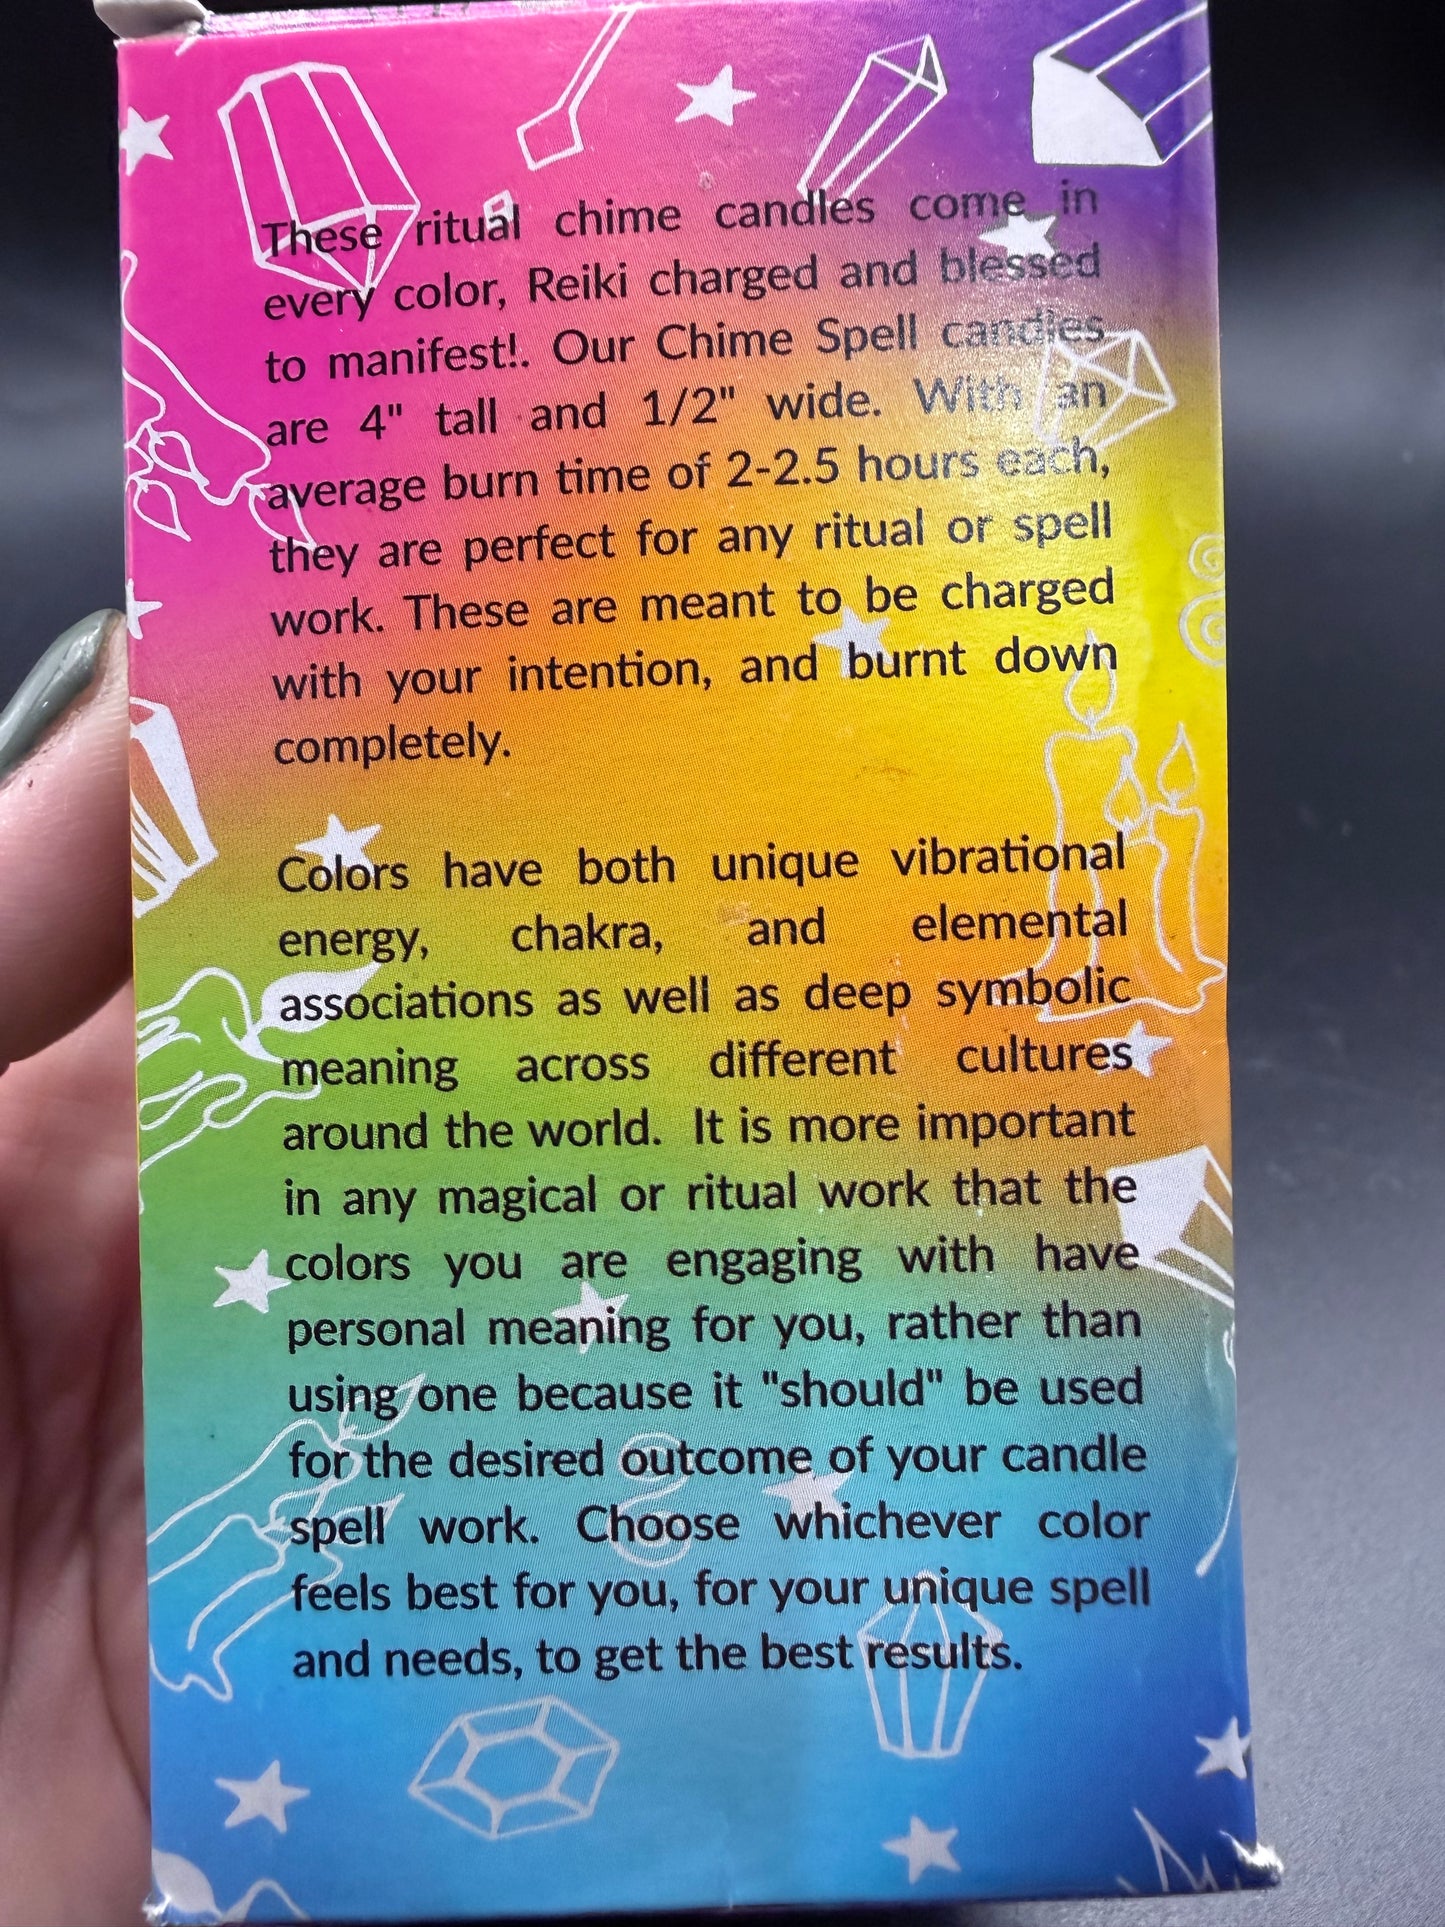 These ritual chime candles come in
every color, Reiki charged and blessed
to manifest!. Our Chime Spell candles
are 4" tall and 1/2" wide. With an
average burn time of 2-2.5 hours each,
they are perfect for any ritual or spell
work. These are meant to be charged
with your intention, and burnt down
completely.
Colors have both unique vibrational
energy, chakra, and elemental
associations as well as deep symbolic
meaning across different cultures
around the world. It is more important
in any magical or ritual work that the
colors you are engaging with have
personal meaning for you, rather than
using one because it "should" be used
for the desired outcome of your candle
spell work. Choose whichever color
feels best for you, for your unique spell
and needs, to get the best results.